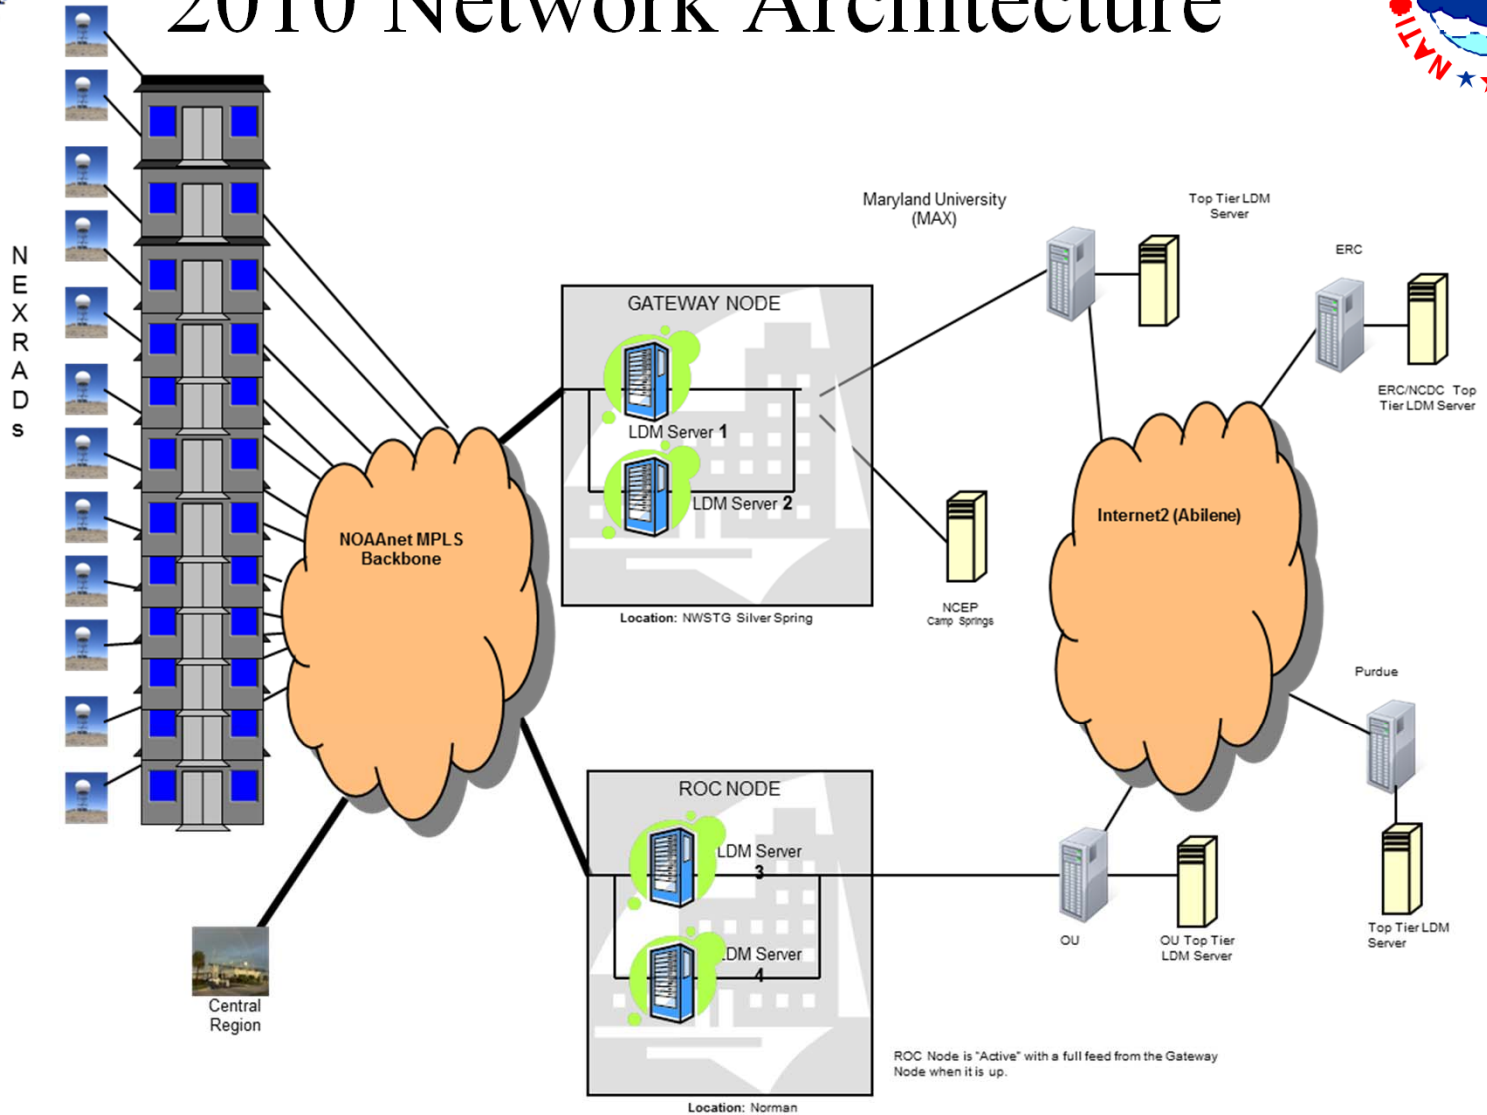 2010 Network Architecture
NATI
N
E
X
R
A
D
s
Maryland University
(MAX)
Top Tier LDM
Server
ERC
GATEWAY NODE
LDM Server 1
LDM Server 2
ERC/NCDC Top
Tier LDM Server
NOAAnet MPLS
Backbone
Internet2 (Abilene)
Location: NWSTG Silver Spring
NCEP
Camp Springs
Purdue
ROC NODE
LDM Server
3
LDM Server
4
OU
OU Top Tier
LDM Server
Top Tier LDM
Server
Central
Region
ROC Node is "Active" with a full feed from the Gateway
Node when it is up.
Location: Norman